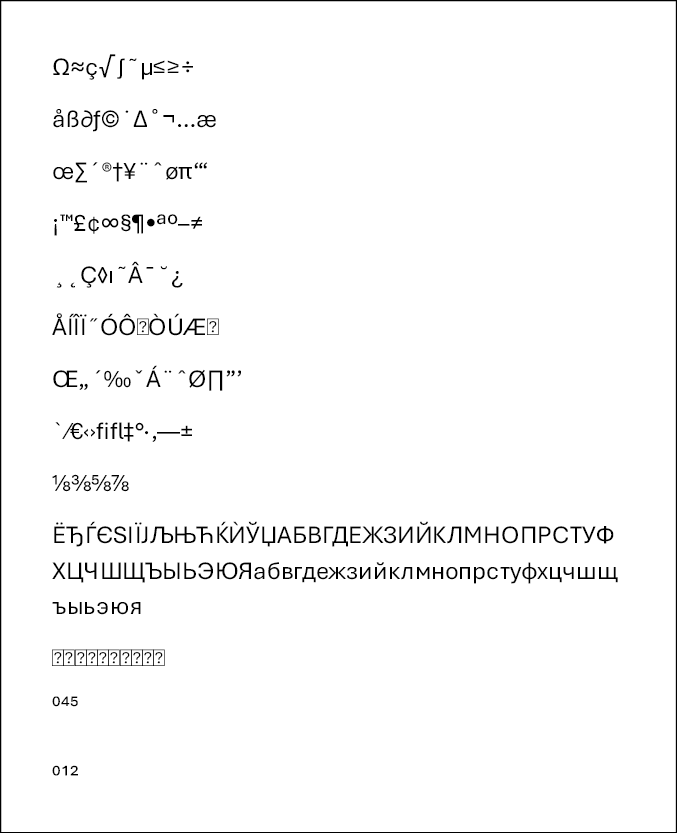 Ω≈ç√∫˜µ≤≥÷
åß∂ƒ©˙∆˚¬…æ
œ∑´®†¥¨ˆøπ“‘
¡™£¢∞§¶•ªº–≠
¸˛Ç◊ı˜Â¯˘¿
ÅÍÎÏ˝ÓÔÒÚÆ
Œ„´‰ˇÁ¨ˆØ∏”’
`⁄€‹›ﬁﬂ‡°·‚—±
⅛⅜⅝⅞
ЁЂЃЄЅІЇЈЉЊЋЌЍЎЏАБВГДЕЖЗИЙКЛМНОПРСТУФ
ХЦЧШЩЪЫЬЭЮЯабвгдежзийклмнопрстуфхцчшщ
ъыьэюя
045
012